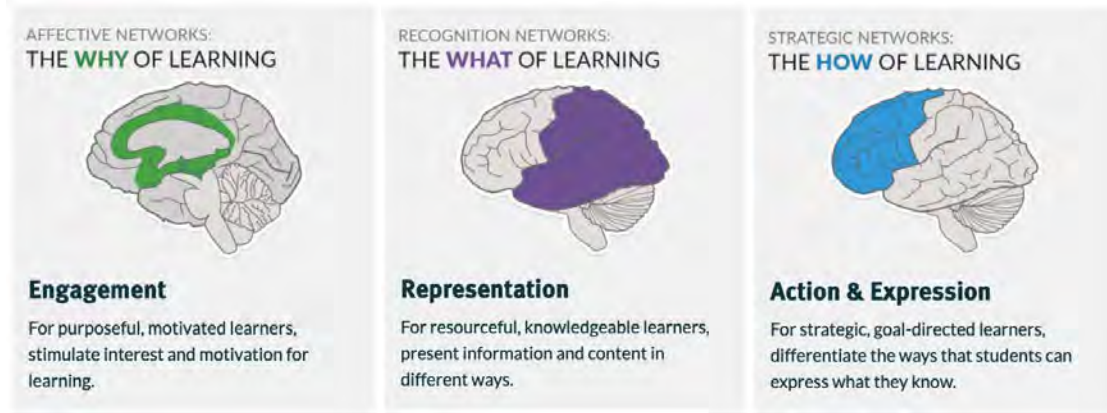 AFFECTIVE NETWORKS:
THE WHY OF LEARNING
Engagement
For purposeful, motivated learners,
stimulate interest and motivation for
learning.
RECOGNITION NETWORKS:
THE WHAT OF LEARNING
Representation
For resourceful, knowledgeable learners,
present information and content in
different ways.
STRATEGIC NETWORKS:
THE HOW OF LEARNING
Action & Expression
For strategic, goal-directed learners,
differentiate the ways that students can
express what they know.